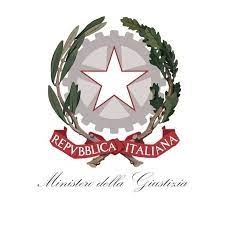 REPVBBLICA ITALIANA
Ministero della Giustizia